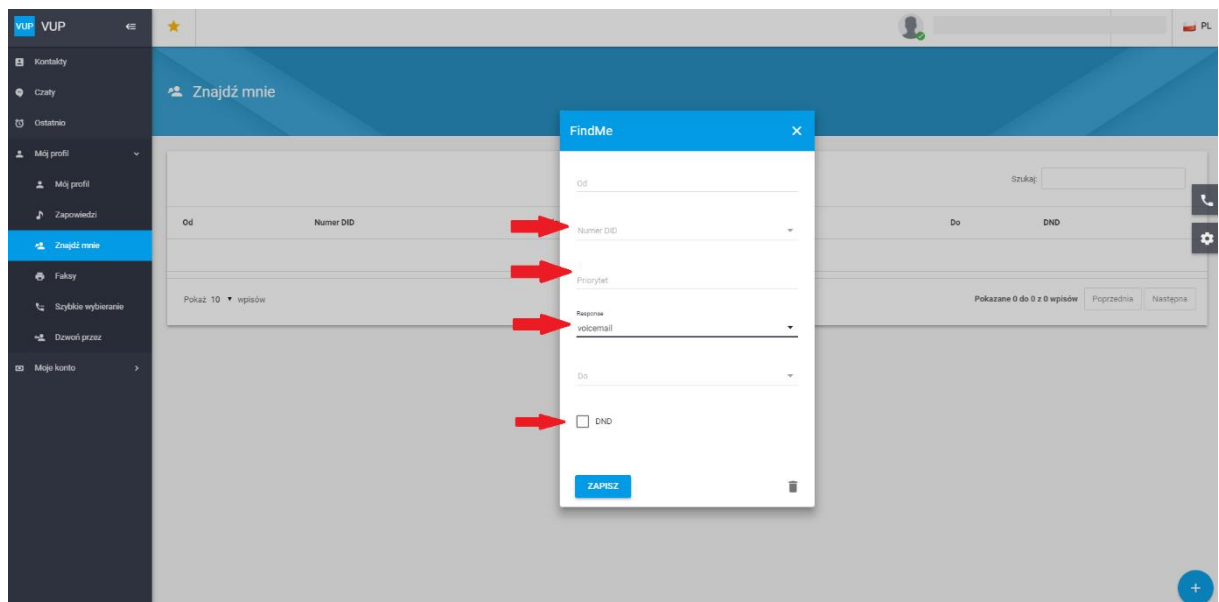 VUP VUP
PL
Kontakty
Czaty
Ostatnio
Mój profil
Mój profil
Zapowiedzi
Znajdź mnie
Faksy
Szybkie wybieranie
Dzwoń przez
Moje konto
Znajdź mnie
Szukaj:
Od Numer DID Do DND
Pokaż 10 wpisów
Pokazane 0 do 0 z 0 wpisów Poprzednia Następna
FindMe
Od
Numer DID
Priorytet
Response
voicemail
Do
DND
ZAPISZ